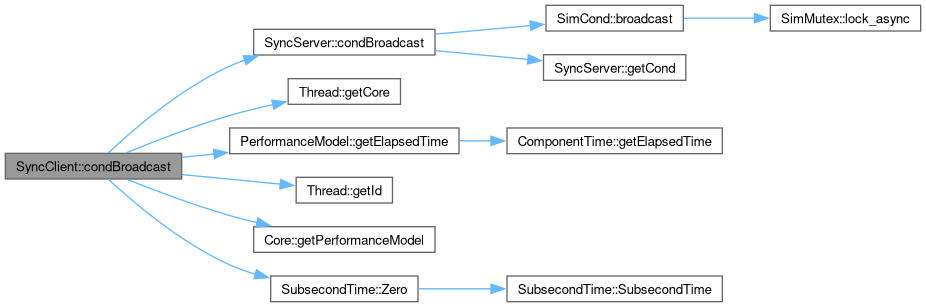 SimCond::broadcast
SimMutex::lock_async
SyncServer::condBroadcast
SyncServer::getCond
Thread::getCore
PerformanceModel::getElapsedTime
ComponentTime::getElapsedTime
SyncClient::condBroadcast
Thread::getId
Core::getPerformanceModel
SubsecondTime::Zero
SubsecondTime::SubsecondTime